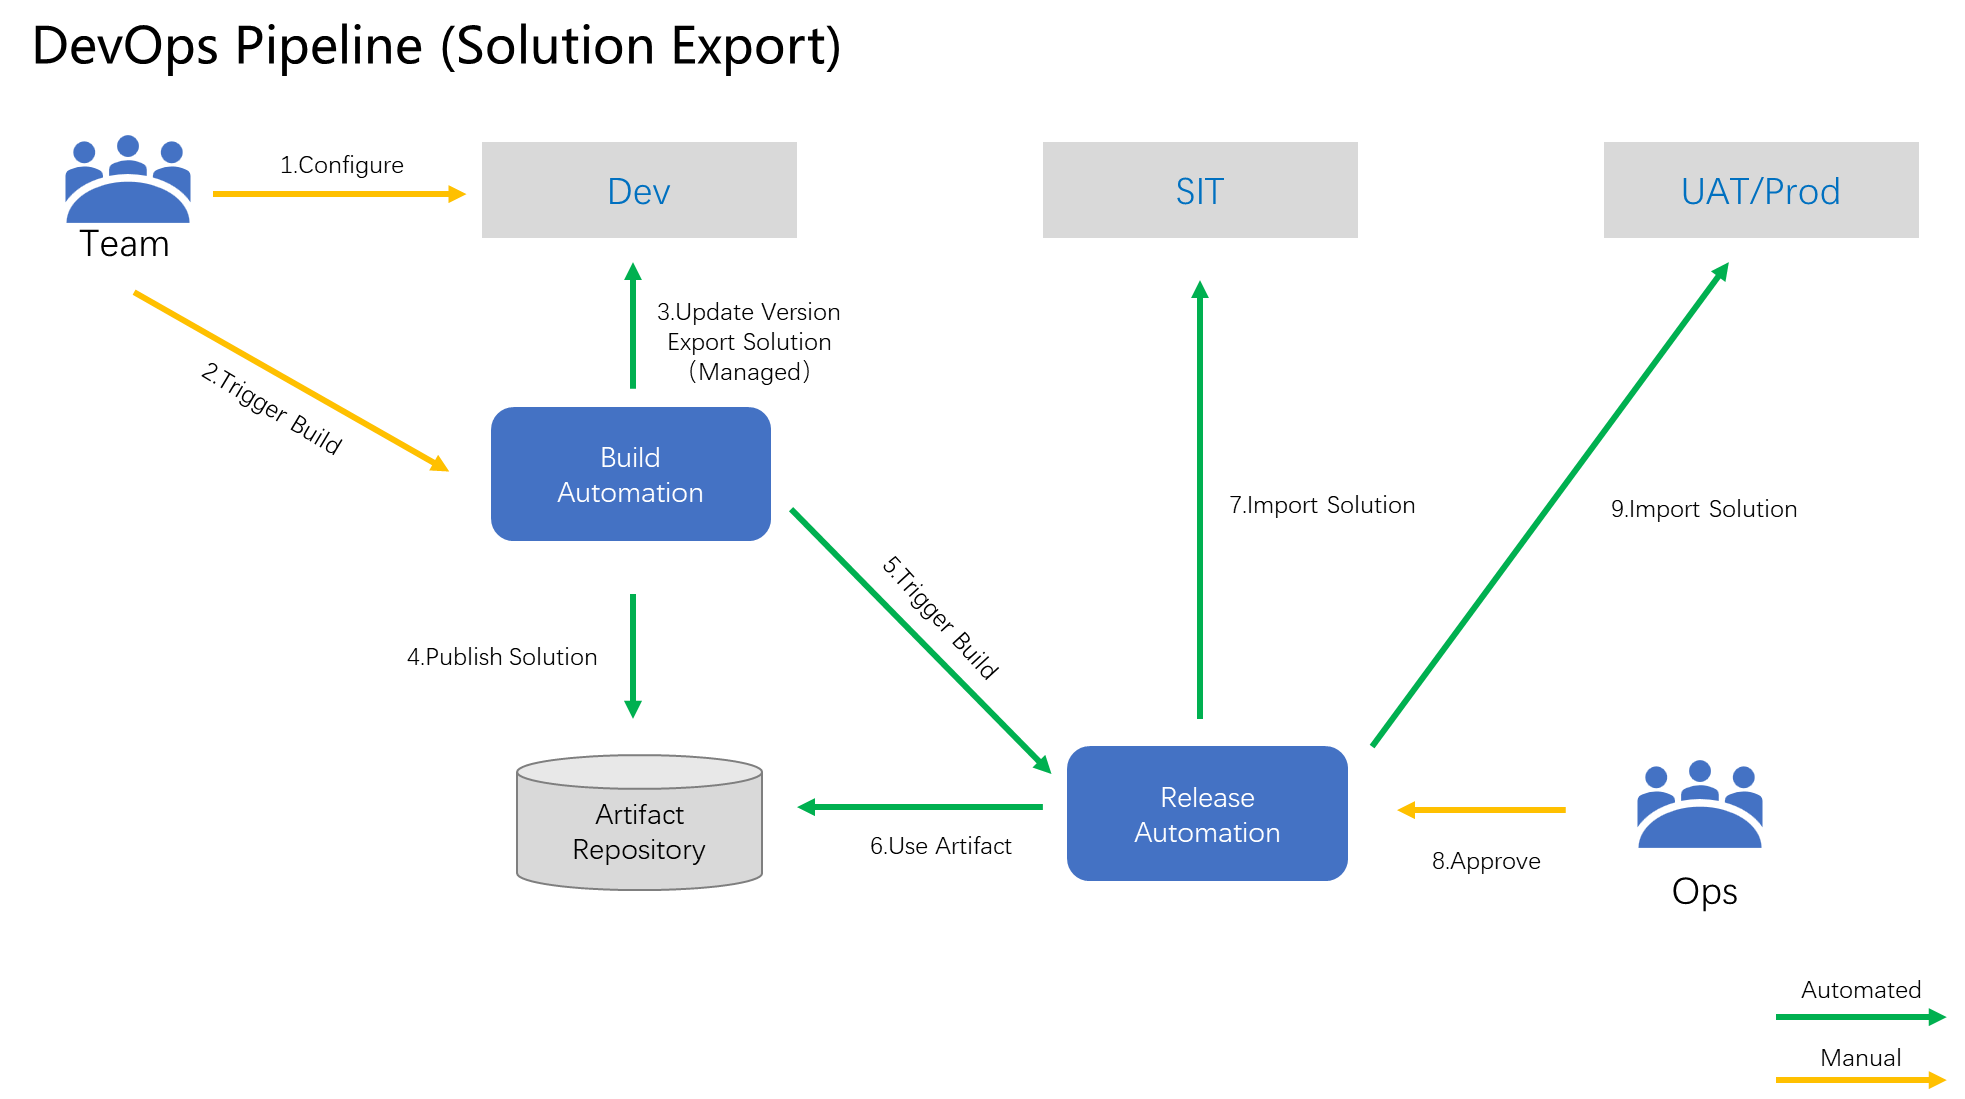 DevOps Pipeline (Solution Export)
Team
1.Configure
Dev
SIT
UAT/Prod
2.Trigger Build
3.Update Version
Export Solution
（Managed）
Build
Automation
4.Publish Solution
5.Trigger Build
7.Import Solution
9.Import Solution
Artifact
Repository
6.Use Artifact
Release
Automation
8.Approve
Ops
Automated
Manual